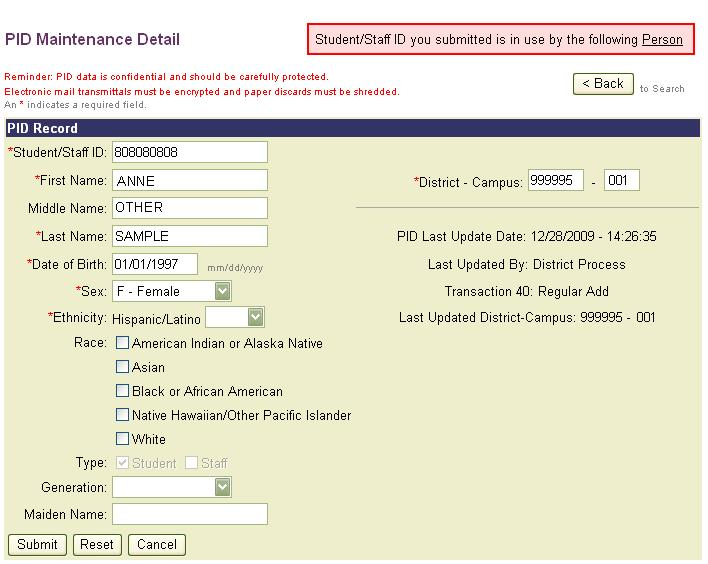 PID Maintenance Detail
Student/Staff ID you submitted is in use by the following Person
Reminder: PID data is confidential and should be carefully protected.
Electronic mail transmittals must be encrypted and paper discards must be shredded.
An * indicates a required field.
< Back to Search
PID Record
*Student/Staff ID: 808080808
*First Name: ANNE
*District - Campus: 999995 - 001
Middle Name: OTHER
*Last Name: SAMPLE
PID Last Update Date: 12/28/2009 - 14:26:35
*Date of Birth: 01/01/1997 mm/dd/yyyy
Last Updated By: District Process
*Sex: F - Female
Transaction 40: Regular Add
*Ethnicity: Hispanic/Latino
Last Updated District-Campus: 999995 - 001
Race: American Indian or Alaska Native
Asian
Black or African American
Native Hawaiian/Other Pacific Islander
White
Type: Student Staff
Generation:
Maiden Name:
Submit Reset Cancel